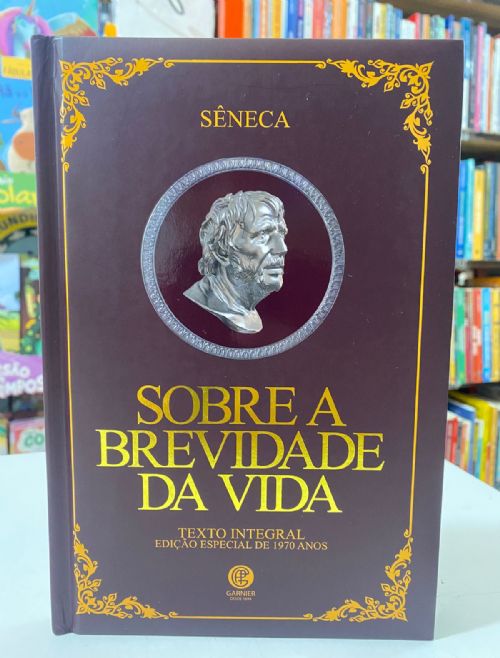 SÊNECA
SOBRE A
BREVIDADE
DA VIDA
TEXTO INTEGRAL
EDIÇÃO ESPECIAL DE 1970 ANOS
GARNIER